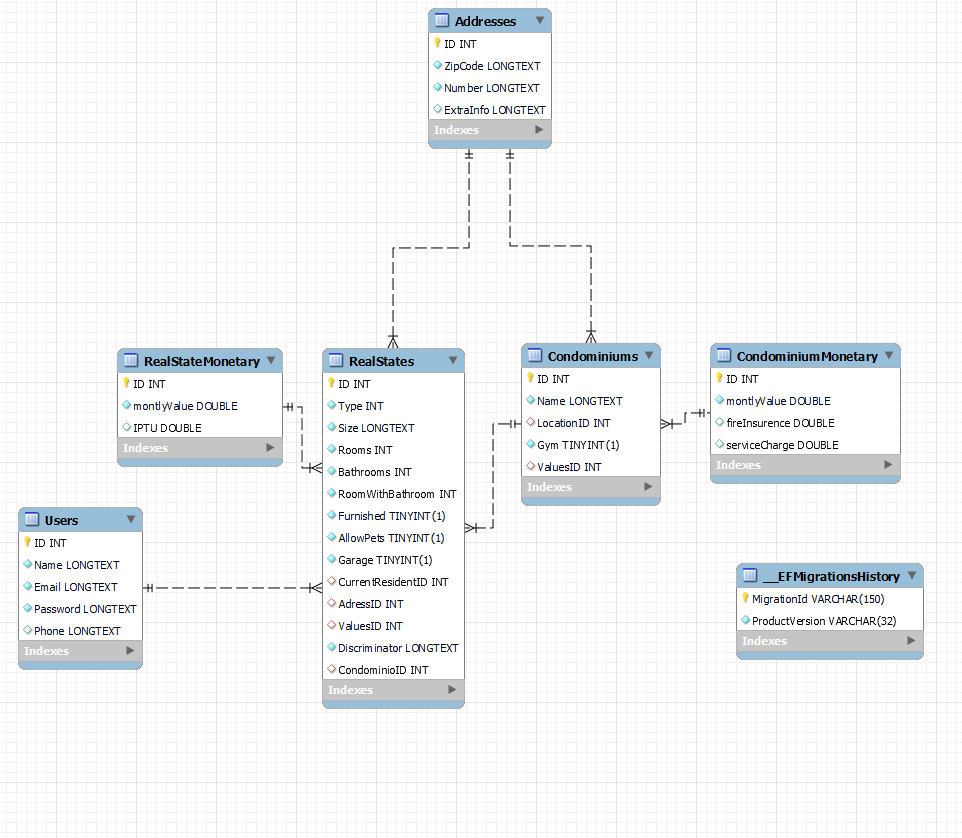 Addresses
ID INT
ZipCode LONGTEXT
Number LONGTEXT
ExtraInfo LONGTEXT
Indexes
RealStateMonetary
ID INT
montlyValue DOUBLE
IPTU DOUBLE
Indexes
RealStates
ID INT
Type INT
Size LONGTEXT
Rooms INT
Bathrooms INT
RoomWithBathroom INT
Furnished TINYINT(1)
AllowPets TINYINT(1)
Garage TINYINT(1)
CurrentResidentID INT
AdressID INT
ValuesID INT
Discriminator LONGTEXT
CondominioID INT
Indexes
Condominiums
ID INT
Name LONGTEXT
LocationID INT
Gym TINYINT(1)
ValuesID INT
Indexes
CondominiumMonetary
ID INT
montlyValue DOUBLE
fireInsurence DOUBLE
serviceCharge DOUBLE
Indexes
Users
ID INT
Name LONGTEXT
Email LONGTEXT
Password LONGTEXT
Phone LONGTEXT
Indexes
__EFMigrationsHistory
MigrationId VARCHAR(150)
ProductVersion VARCHAR(32)
Indexes